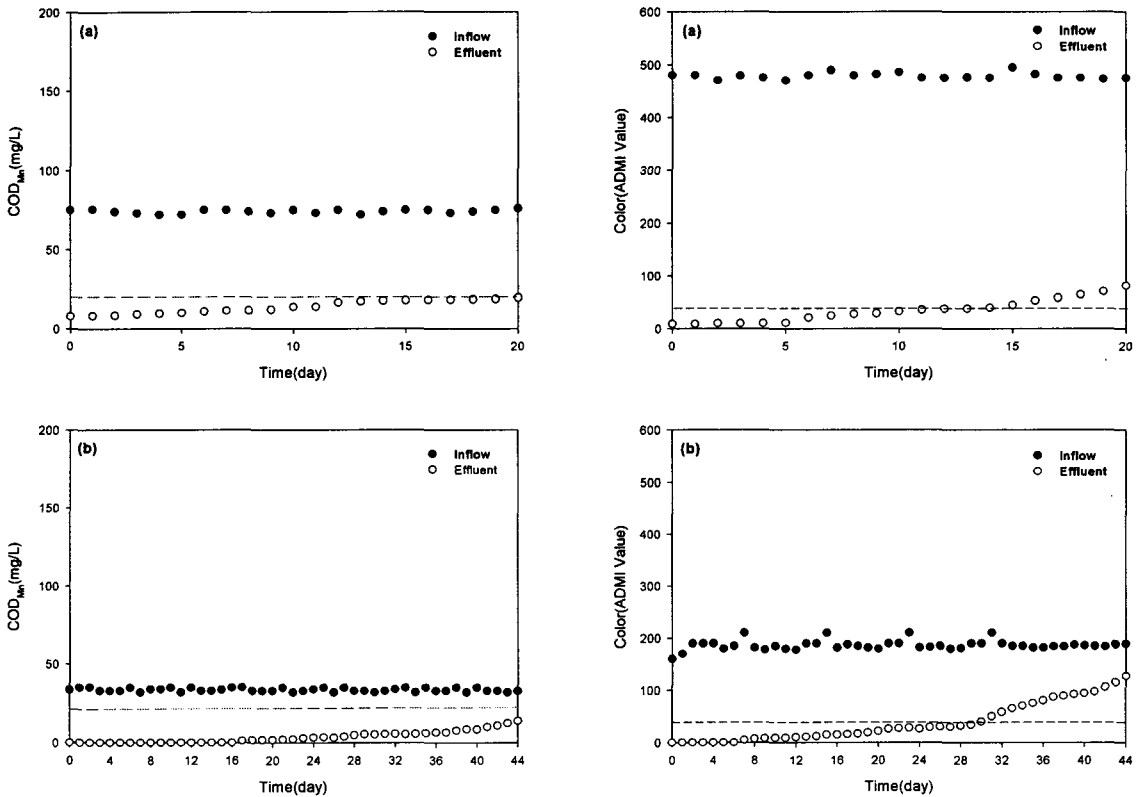 (a)
Inflow
Effluent
200
150
100
50
0
COD_Mn(mg/L)
0 5 10 15 20
Time(day)
(a)
Inflow
Effluent
600
500
400
300
200
100
0
Color(ADMI Value)
0 5 10 15 20
Time(day)
(b)
Inflow
Effluent
200
150
100
50
0
COD_Mn(mg/L)
0 4 8 12 16 20 24 28 32 36 40 44
Time(day)
(b)
Inflow
Effluent
600
500
400
300
200
100
0
Color(ADMI Value)
0 4 8 12 16 20 24 28 32 36 40 44
Time(day)